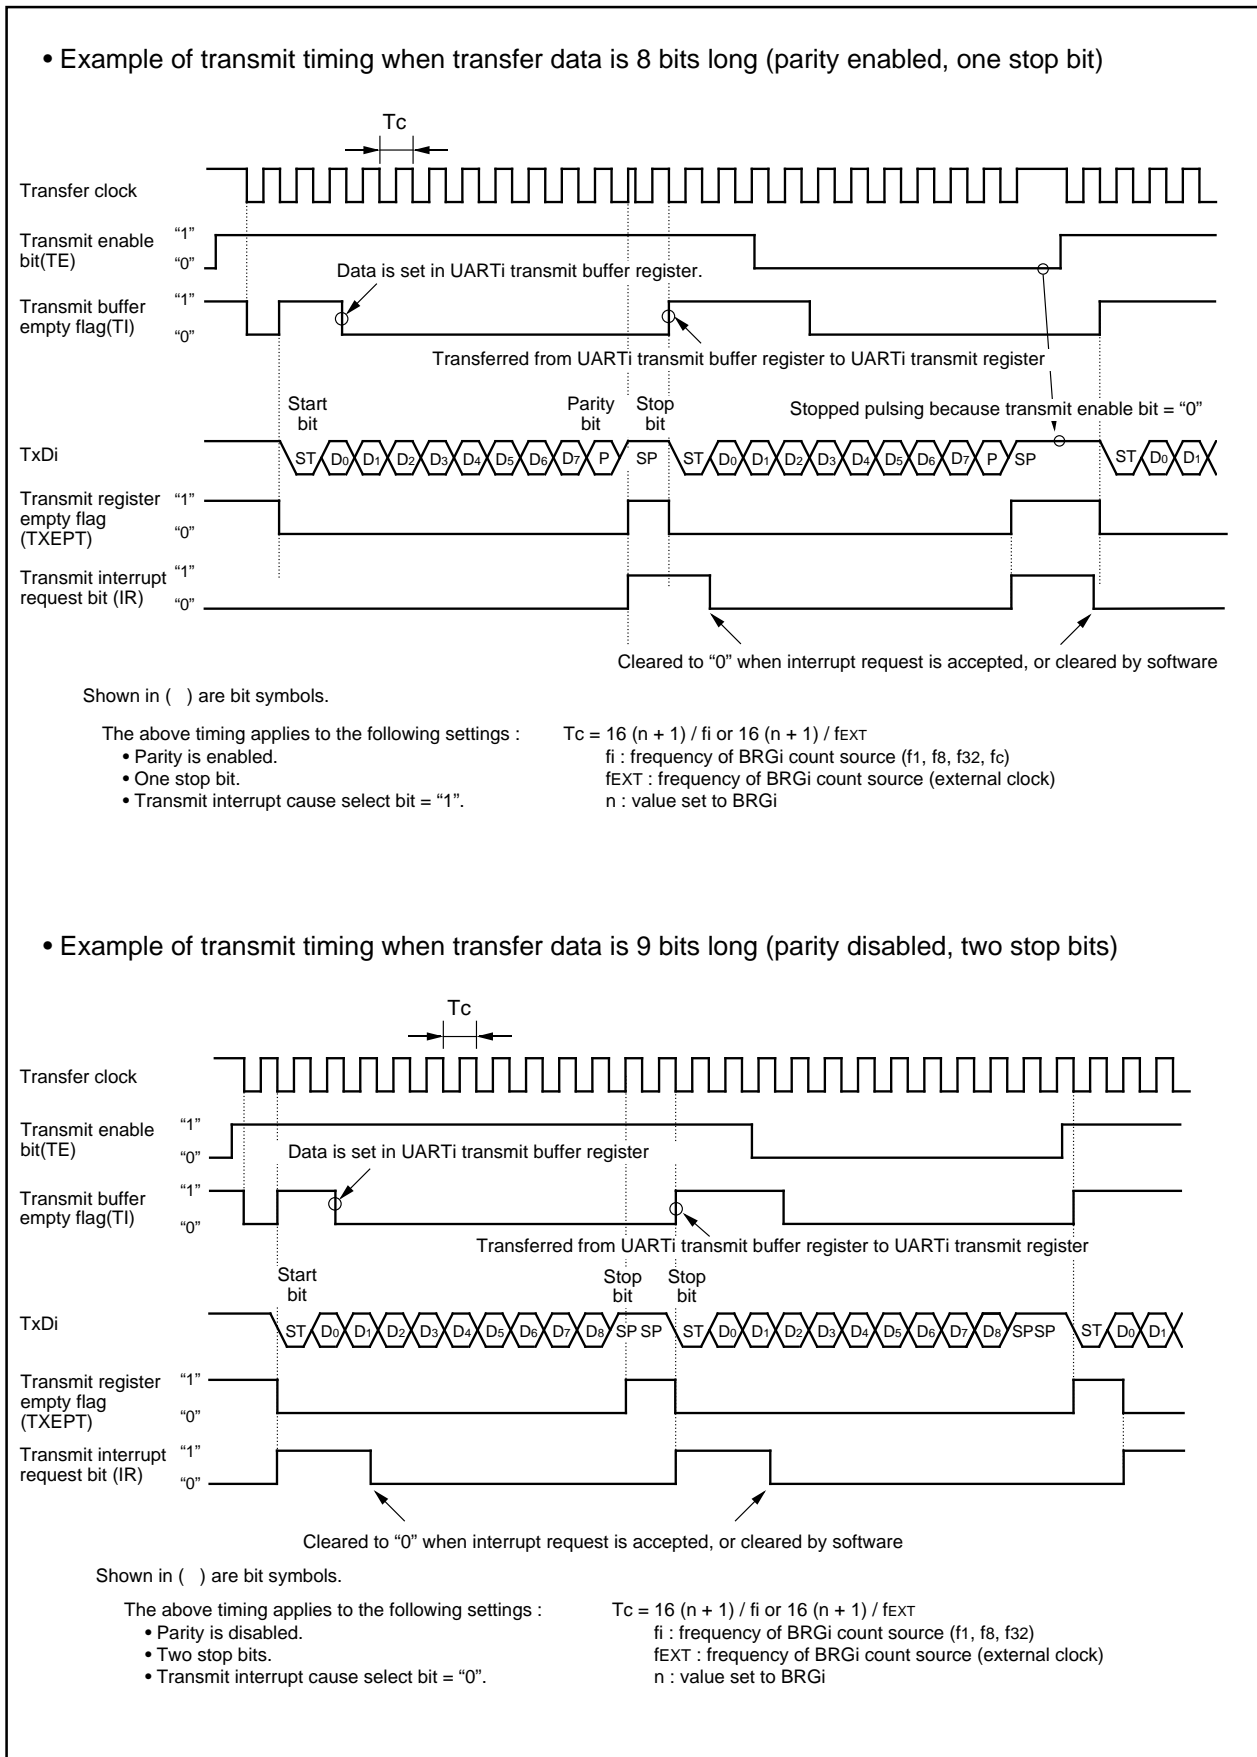 • Example of transmit timing when transfer data is 8 bits long (parity enabled, one stop bit)
Tc
Transfer clock
Transmit enable bit(TE)
“1”
“0”
Data is set in UARTi transmit buffer register.
Transmit buffer empty flag(TI)
“1”
“0”
Transferred from UARTi transmit buffer register to UARTi transmit register
Start bit
Parity bit
Stop bit
Stopped pulsing because transmit enable bit = “0”
TxDi
ST D0 D1 D2 D3 D4 D5 D6 D7 P SP ST D0 D1 D2 D3 D4 D5 D6 D7 P SP ST D0 D1
Transmit register empty flag (TXEPT)
“1”
“0”
Transmit interrupt request bit (IR)
“1”
“0”
Cleared to “0” when interrupt request is accepted, or cleared by software
Shown in ( ) are bit symbols.
The above timing applies to the following settings :
• Parity is enabled.
• One stop bit.
• Transmit interrupt cause select bit = “1”.
Tc = 16 (n + 1) / fi or 16 (n + 1) / fEXT
fi : frequency of BRGi count source (f1, f8, f32, fc)
fEXT : frequency of BRGi count source (external clock)
n : value set to BRGi
• Example of transmit timing when transfer data is 9 bits long (parity disabled, two stop bits)
Tc
Transfer clock
Transmit enable bit(TE)
“1”
“0”
Data is set in UARTi transmit buffer register
Transmit buffer empty flag(TI)
“1”
“0”
Transferred from UARTi transmit buffer register to UARTi transmit register
Start bit
Stop bit
Stop bit
TxDi
ST D0 D1 D2 D3 D4 D5 D6 D7 D8 SP SP ST D0 D1 D2 D3 D4 D5 D6 D7 D8 SPSP ST D0 D1
Transmit register empty flag (TXEPT)
“1”
“0”
Transmit interrupt request bit (IR)
“1”
“0”
Cleared to “0” when interrupt request is accepted, or cleared by software
Shown in ( ) are bit symbols.
The above timing applies to the following settings :
• Parity is disabled.
• Two stop bits.
• Transmit interrupt cause select bit = “0”.
Tc = 16 (n + 1) / fi or 16 (n + 1) / fEXT
fi : frequency of BRGi count source (f1, f8, f32)
fEXT : frequency of BRGi count source (external clock)
n : value set to BRGi